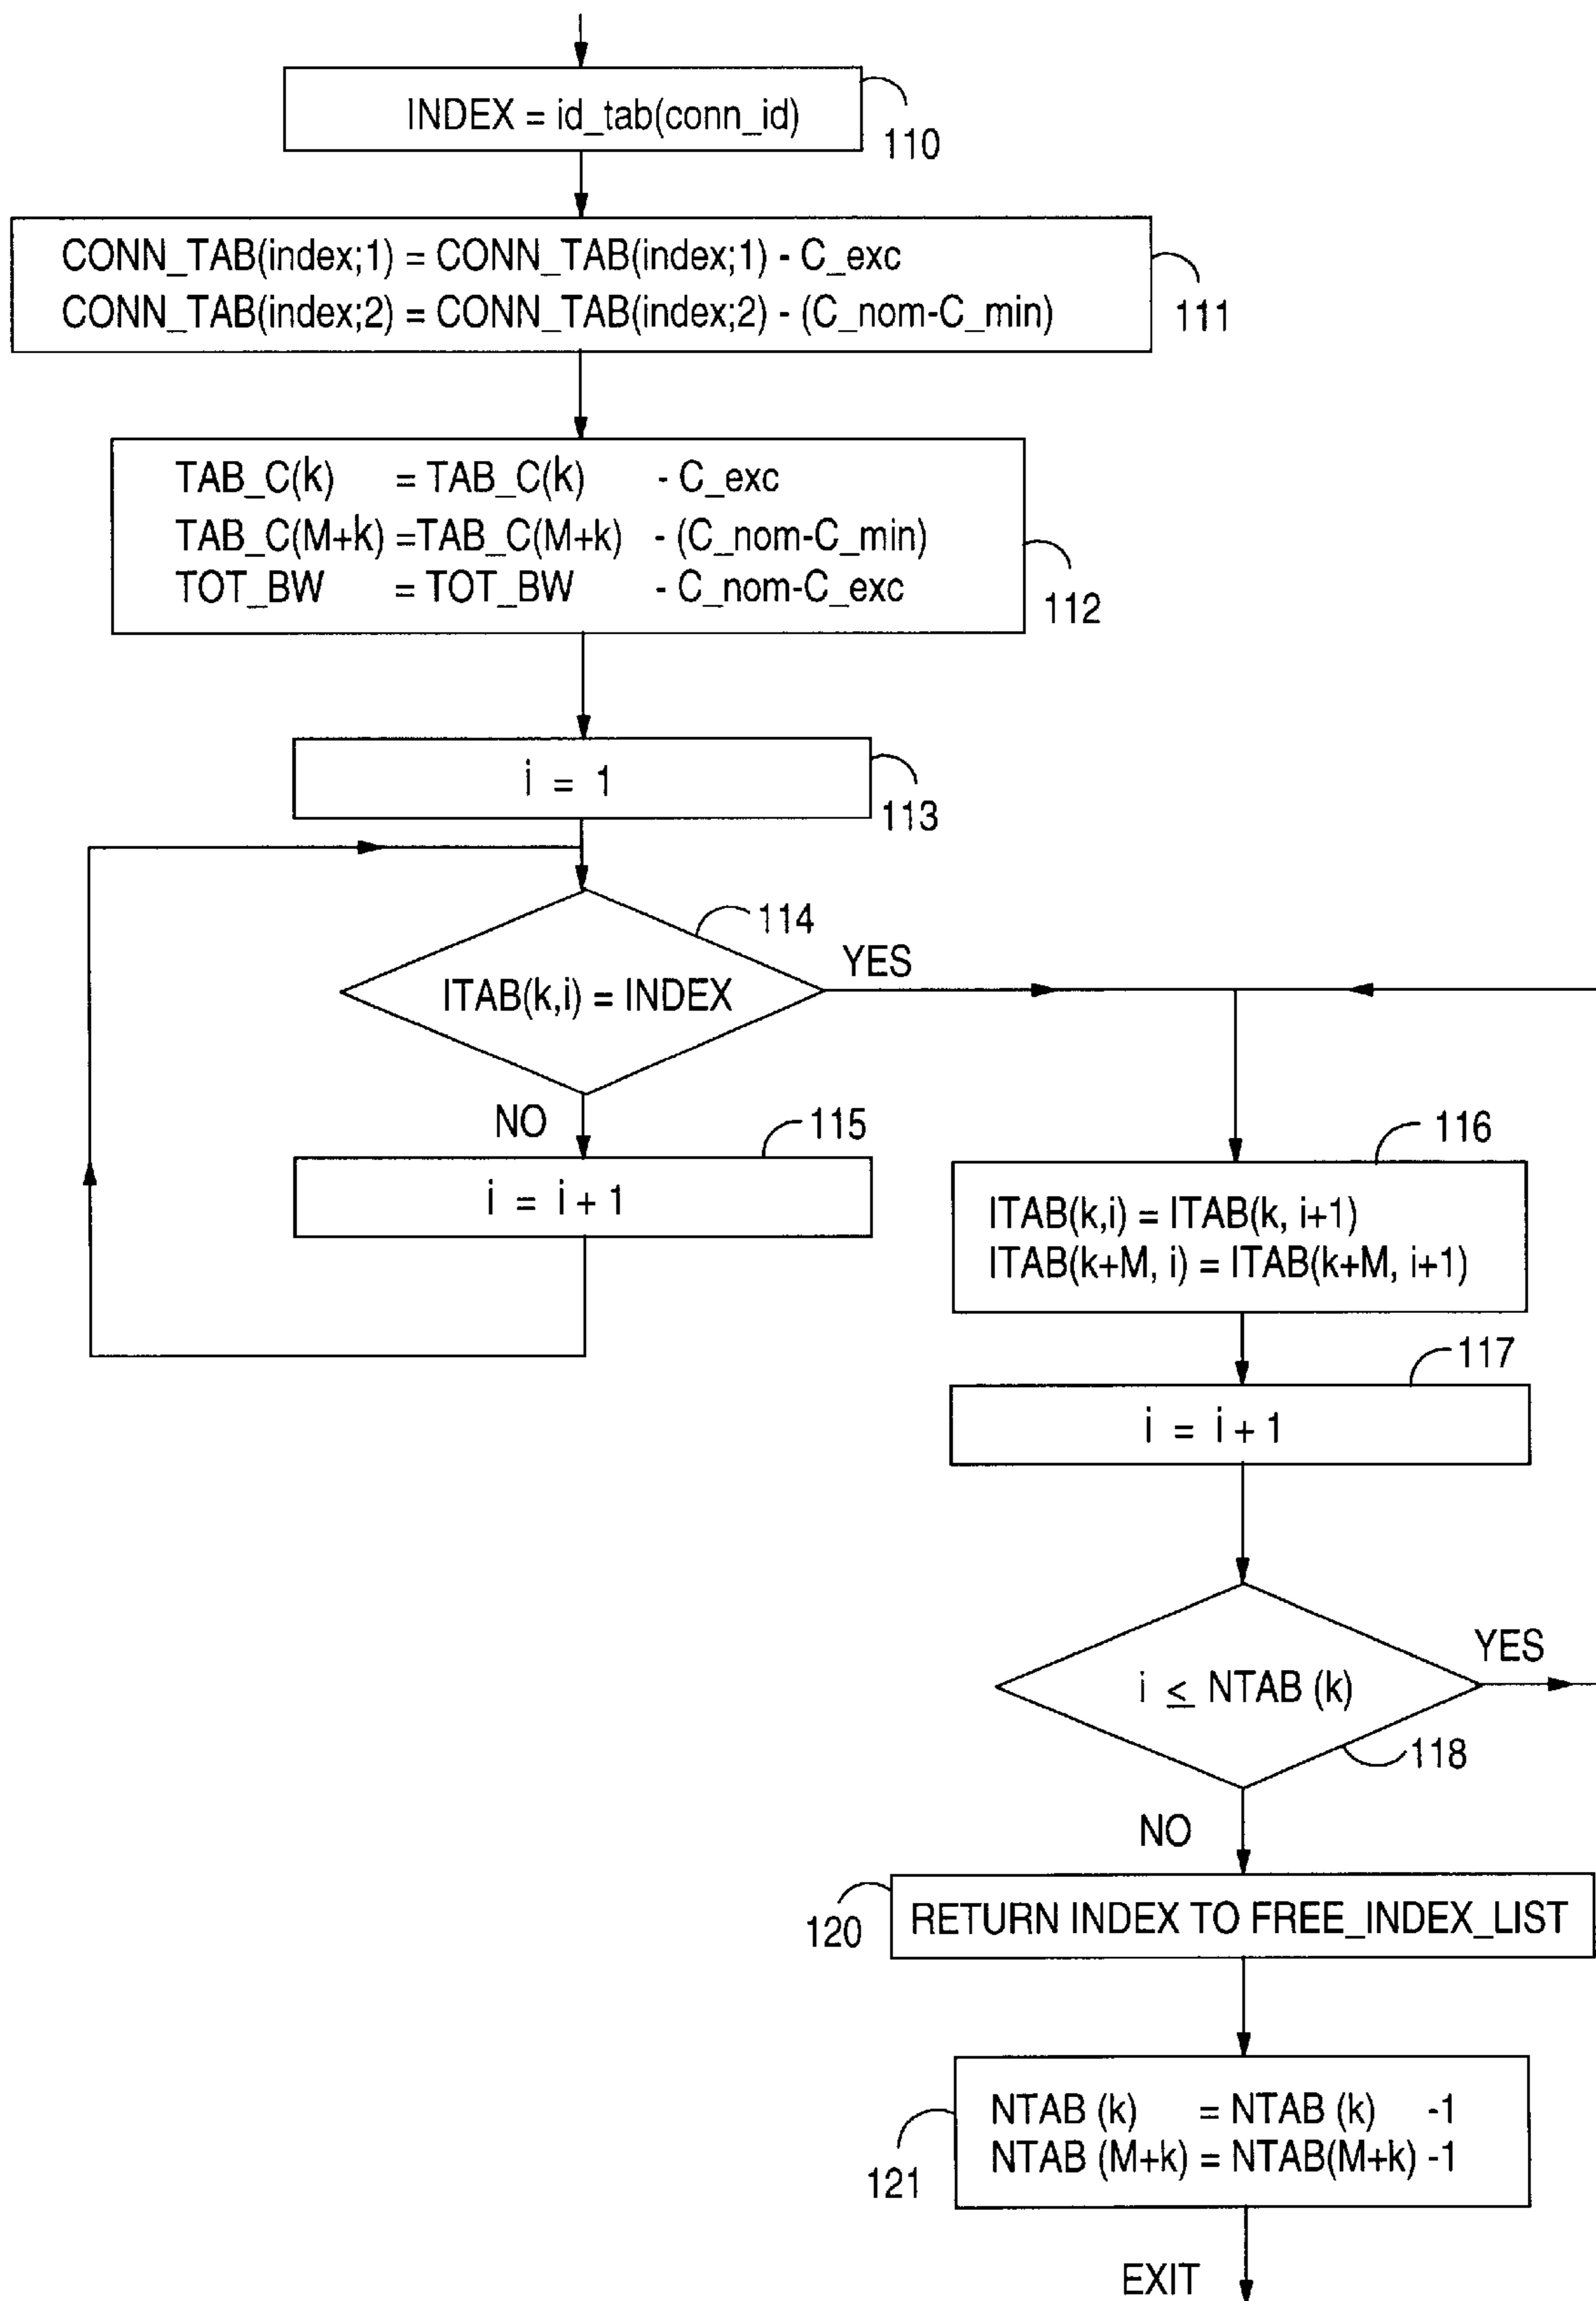 INDEX = id_tab(conn_id)
110
CONN_TAB(index;1) = CONN_TAB(index;1) - C_exc
CONN_TAB(index;2) = CONN_TAB(index;2) - (C_nom-C_min)
111
TAB_C(k) = TAB_C(k) - C_exc
TAB_C(M+k) =TAB_C(M+k) - (C_nom-C_min)
TOT_BW = TOT_BW - C_nom-C_exc
112
i = 1
113
114
ITAB(k,i) = INDEX
YES
NO
115
i = i + 1
116
ITAB(k,i) = ITAB(k, i+1)
ITAB(k+M, i) = ITAB(k+M, i+1)
117
i = i + 1
i ≤ NTAB (k)
YES
118
NO
120
RETURN INDEX TO FREE_INDEX_LIST
NTAB (k) = NTAB (k) -1
NTAB (M+k) = NTAB(M+k) -1
121
EXIT